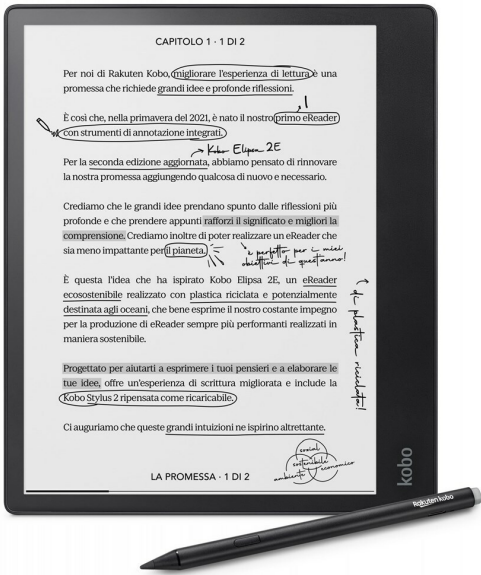 CAPITOLO 1 · 1 DI 2
Per noi di Rakuten Kobo, migliorare l'esperienza di lettura è una
promessa che richiede grandi idee e profonde riflessioni.
È così che, nella primavera del 2021, è nato il nostro primo eReader
con strumenti di annotazione integrati.
Kobo Elipsa 2E
Per la seconda edizione aggiornata, abbiamo pensato di rinnovare
la nostra promessa aggiungendo qualcosa di nuovo e necessario.
Crediamo che le grandi idee prendano spunto dalle riflessioni più
profonde e che prendere appunti rafforzi il significato e migliori la
comprensione. Crediamo inoltre di poter realizzare un eReader che
sia meno impattante per il pianeta.
è perfetto per i miei
obiettivi di quest'anno!
È questa l'idea che ha ispirato Kobo Elipsa 2E, un eReader
ecosostenibile realizzato con plastica riciclata e potenzialmente
destinata agli oceani, che bene esprime il nostro costante impegno
per la produzione di eReader sempre più performanti realizzati in
maniera sostenibile.
di plastica riciclata!
Progettato per aiutarti a esprimere i tuoi pensieri e a elaborare le
tue idee, offre un'esperienza di scrittura migliorata e include la
Kobo Stylus 2 ripensata come ricaricabile.
Ci auguriamo che queste grandi intuizioni ne ispirino altrettante.
social
sostenibile
ambiente economico
LA PROMESSA · 1 DI 2
kobo
Rakuten kobo